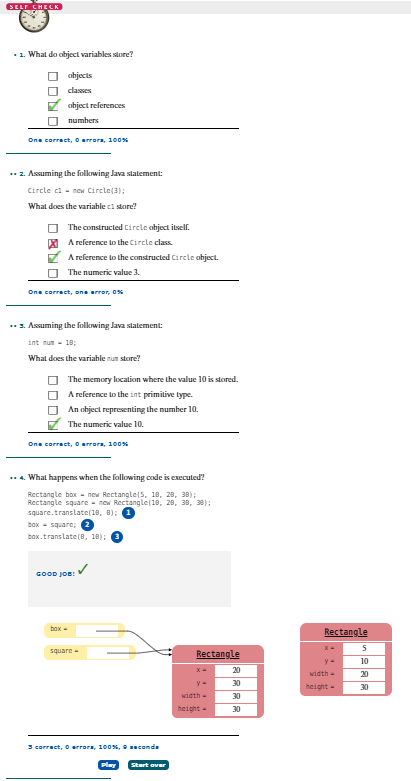 SELF CHECK
• 1. What do object variables store?
objects
classes
object references
numbers
One correct, 0 errors, 100%
•• 2. Assuming the following Java statement:
Circle c1 = new Circle(3);
What does the variable c1 store?
The constructed Circle object itself.
A reference to the Circle class.
A reference to the constructed Circle object.
The numeric value 3.
One correct, one error, 0%
•• 3. Assuming the following Java statement:
int num = 10;
What does the variable num store?
The memory location where the value 10 is stored.
A reference to the int primitive type.
An object representing the number 10.
The numeric value 10.
One correct, 0 errors, 100%
•• 4. What happens when the following code is executed?
Rectangle box = new Rectangle(5, 10, 20, 30);
Rectangle square = new Rectangle(10, 20, 30, 30);
square.translate(10, 0); 1
box = square; 2
box.translate(0, 10); 3
GOOD JOB!
box =
square =
Rectangle
x = 20
y = 30
width = 30
height = 30
Rectangle
x = 5
y = 10
width = 20
height = 30
3 correct, 0 errors, 100%, 9 seconds
Play Start over